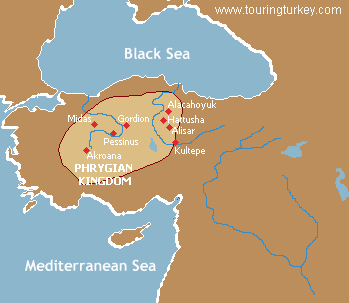 www.touringturkey.com
Black Sea
Alacahoyuk
Midas
Gordion
Hattusha
Alisar
Pessinus
Kultepe
Akroana
PHRYGIAN
KINGDOM
Mediterranean Sea